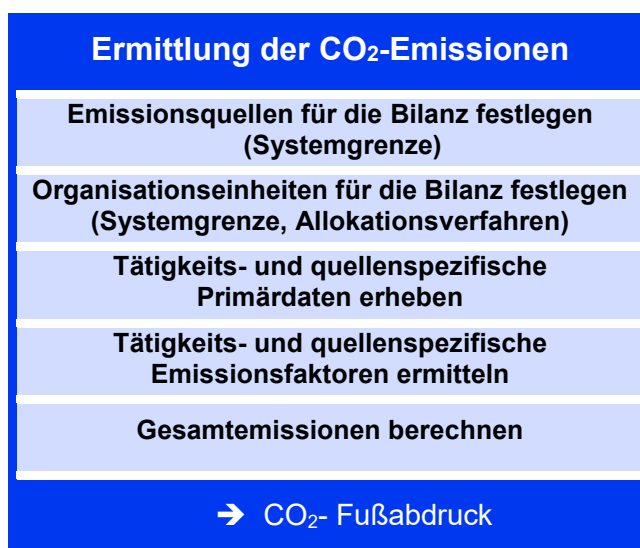 Ermittlung der CO₂-Emissionen
Emissionsquellen für die Bilanz festlegen
(Systemgrenze)
Organisationseinheiten für die Bilanz festlegen
(Systemgrenze, Allokationsverfahren)
Tätigkeits- und quellenspezifische
Primärdaten erheben
Tätigkeits- und quellenspezifische
Emissionsfaktoren ermitteln
Gesamtemissionen berechnen
➔ CO₂- Fußabdruck